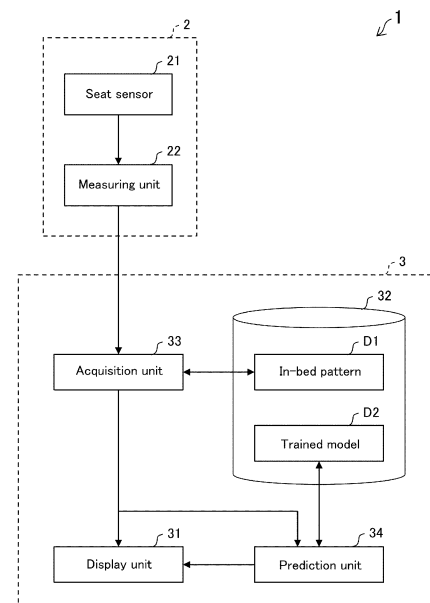 1
2
21
Seat sensor
22
Measuring unit
3
32
33
Acquisition unit
D1
In-bed pattern
D2
Trained model
31
Display unit
34
Prediction unit